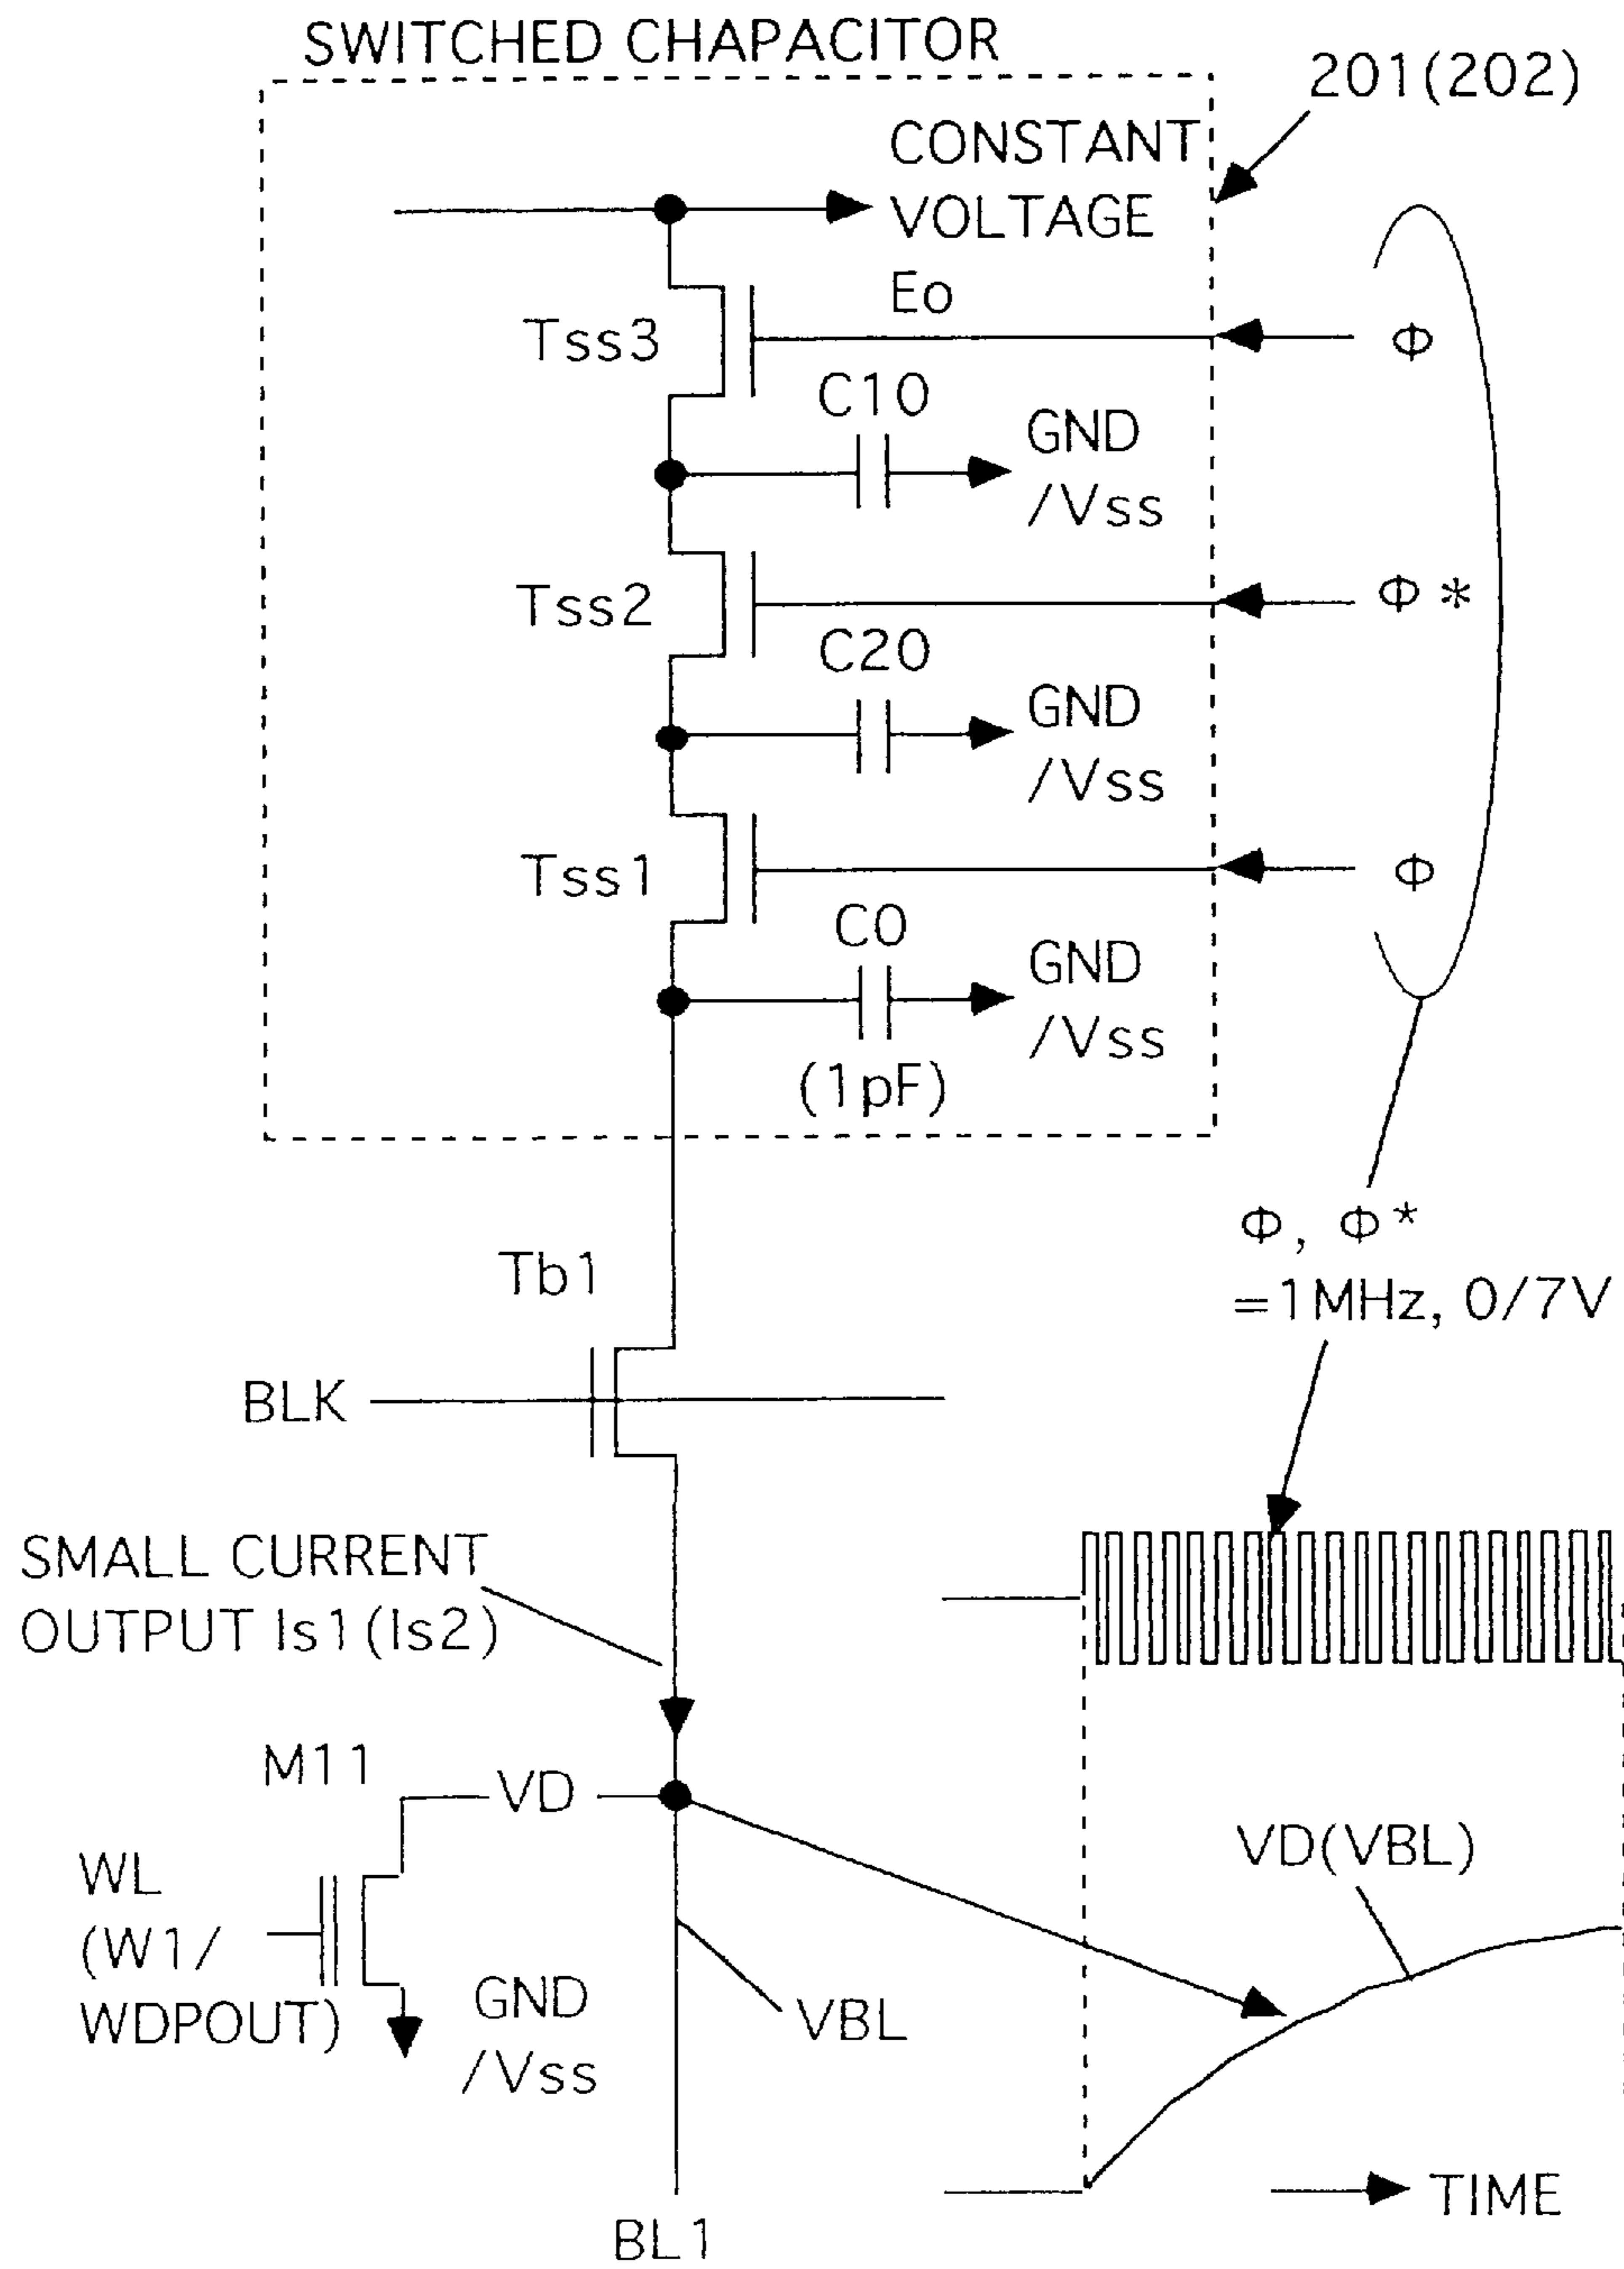 SWITCHED CHAPACITOR
201(202)
CONSTANT
VOLTAGE
Eo
Tss3
Φ
C10
GND
/Vss
Tss2
Φ*
C20
GND
/Vss
Tss1
Φ
C0
GND
/Vss
(1pF)
Φ, Φ*
=1MHz, 0/7V
Tb1
BLK
SMALL CURRENT
OUTPUT Is1(Is2)
M11
VD
VD(VBL)
WL
(W1/
WDPOUT)
GND
/Vss
VBL
TIME
BL1